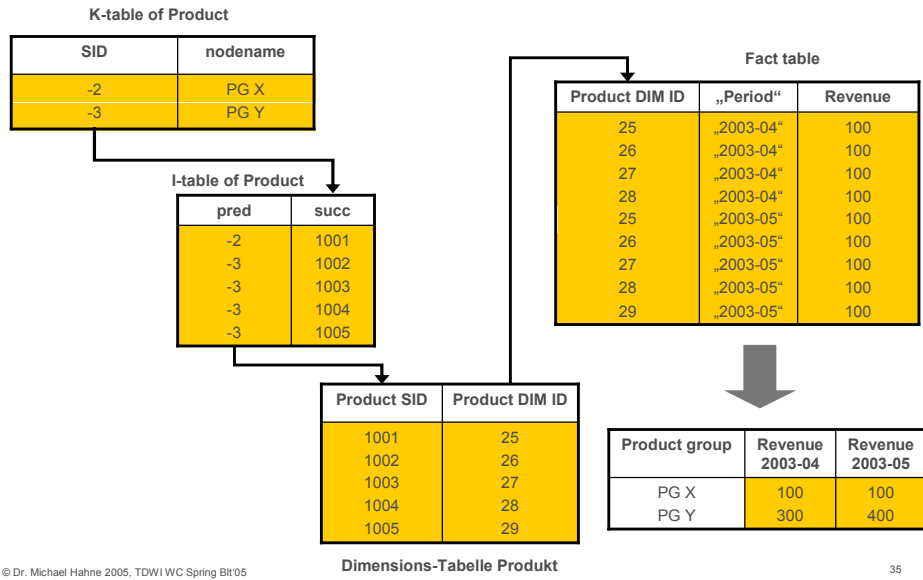 K-table of Product
SID nodename
-2 PG X
-3 PG Y
I-table of Product
pred succ
-2 1001
-3 1002
-3 1003
-3 1004
-3 1005
Product SID Product DIM ID
1001 25
1002 26
1003 27
1004 28
1005 29
Dimensions-Tabelle Produkt
Fact table
Product DIM ID „Period“ Revenue
25 „2003-04“ 100
26 „2003-04“ 100
27 „2003-04“ 100
28 „2003-04“ 100
25 „2003-05“ 100
26 „2003-05“ 100
27 „2003-05“ 100
28 „2003-05“ 100
29 „2003-05“ 100
Product group Revenue 2003-04 Revenue 2003-05
PG X 100 100
PG Y 300 400
© Dr. Michael Hahne 2005, TDWI WC Spring BIt'05
35